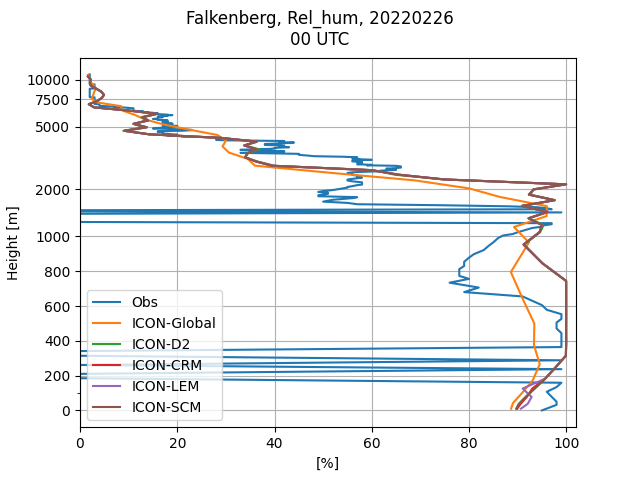 Falkenberg, Rel_hum, 20220226
00 UTC
Height [m]
10000
7500
5000
2000
1000
800
600
400
200
0
Obs
ICON-Global
ICON-D2
ICON-CRM
ICON-LEM
ICON-SCM
0 20 40 60 80 100
[%]